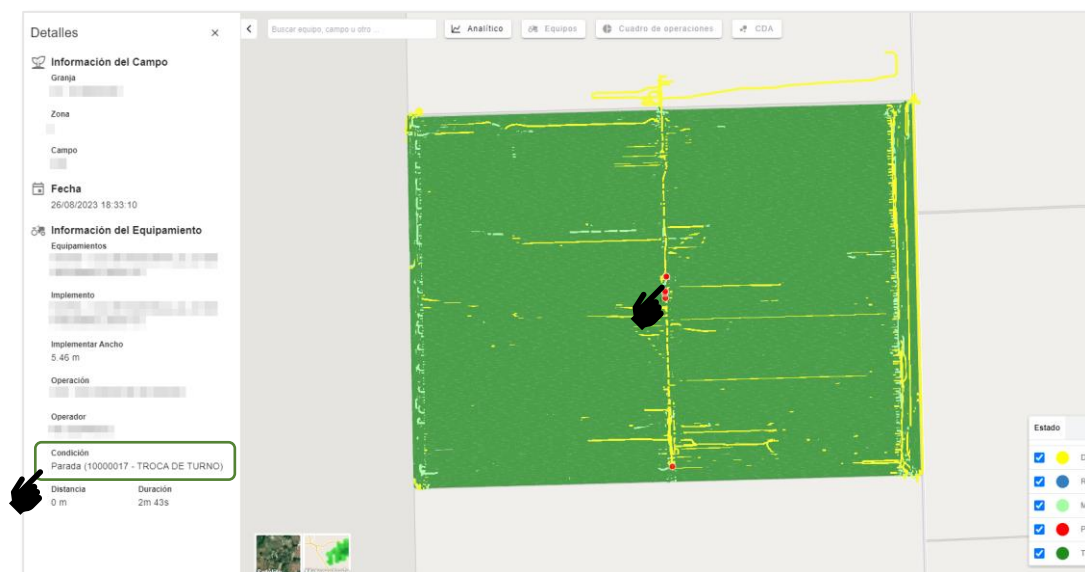 Detalles
Información del Campo
Granja
Zona
Campo
Fecha
26/08/2023 18:33:10
Información del Equipamiento
Equipamientos
Implemento
Implementar Ancho
5.46 m
Operación
Operador
Condición
Parada (10000017 - TROCA DE TURNO)
Distancia Duración
0 m 2m 43s
Buscar equipo, campo u otro ...
Analítico Equipos Cuadro de operaciones CDA
Estado
D
R
M
P
T